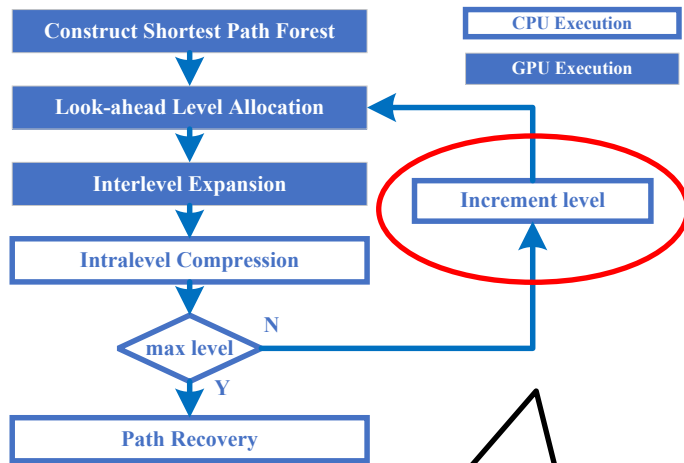 Construct Shortest Path Forest
CPU Execution
GPU Execution
Look-ahead Level Allocation
Interlevel Expansion
Increment level
Intralevel Compression
N
max level
Y
Path Recovery